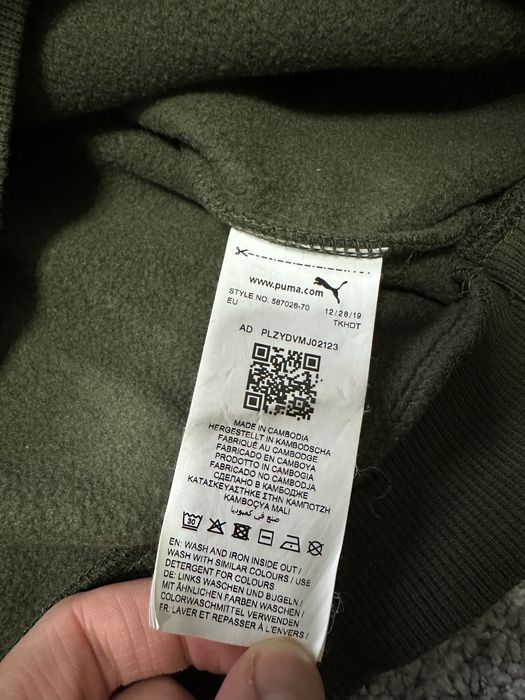 www.puma.com
STYLE NO. 587026-70 12/28/19
EU TKHDT
AD PLZYDVMJ02123
MADE IN CAMBODIA
HERGESTELLT IN KAMBODSCHA
FABRIQUÉ AU CAMBODGE
FABRICADO EN CAMBOYA
PRODOTTO IN CAMBOGIA
FABRICADO NO CAMBODJA
СДЕЛАНО В КАМБОДЖЕ
ΚΑΤΑΣΚΕΥΑΣΤΗΚΕ ΣΤΗΝ ΚΑΜΠΟΤΖΗ
KAMBOÇYA MALI
صنع في كمبوديا
30
EN: WASH AND IRON INSIDE OUT /
WASH WITH SIMILAR COLOURS / USE
DETERGENT FOR COLOURS
DE: LINKS WASCHEN UND BÜGELN /
MIT ÄHNLICHEN FARBEN WASCHEN /
COLORWASCHMITTEL VERWENDEN
FR: LAVER ET REPASSER À L'ENVERS /